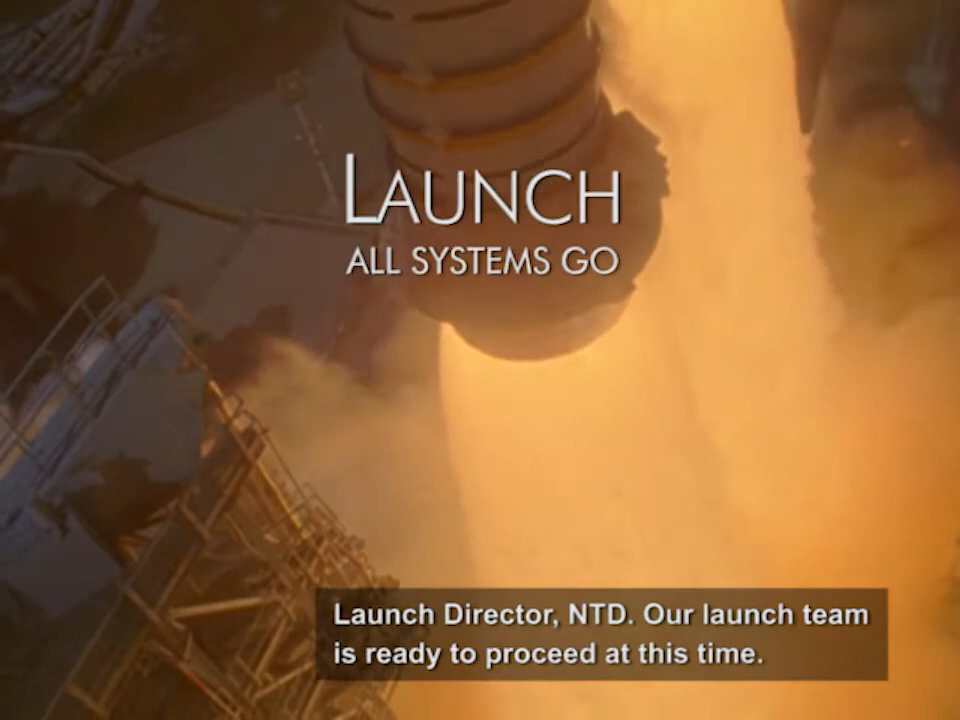 LAUNCH
ALL SYSTEMS GO
Launch Director, NTD. Our launch team
is ready to proceed at this time.